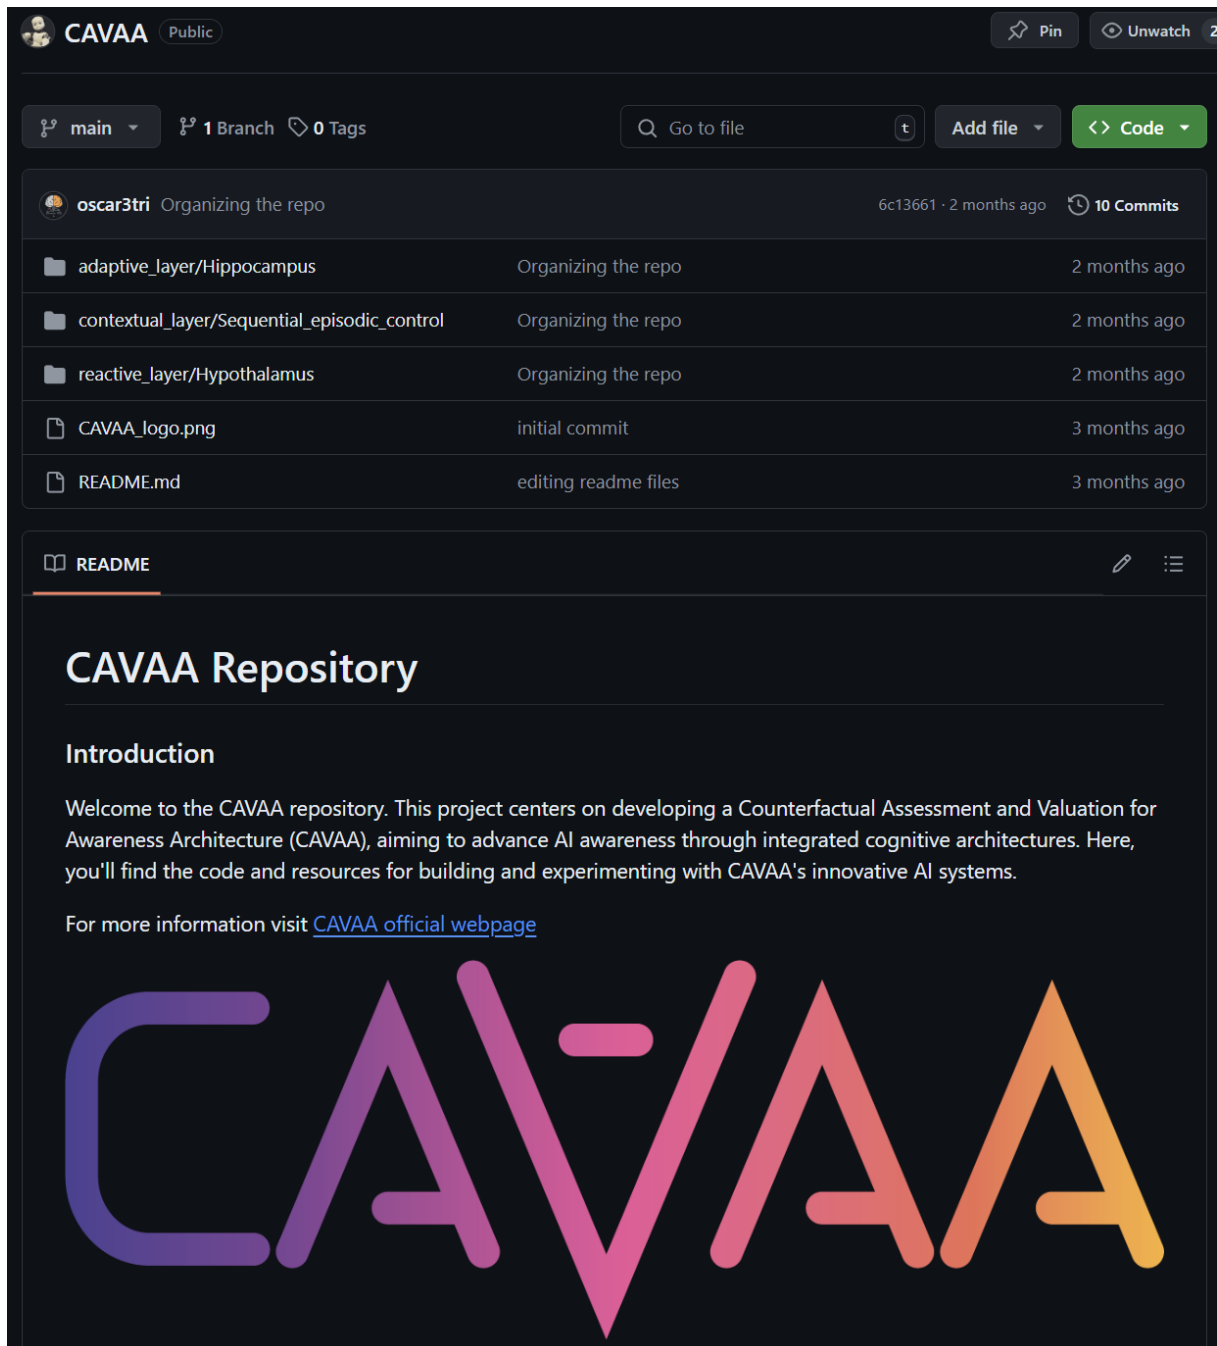 CAVAA Public Pin Unwatch 2
main 1 Branch 0 Tags Go to file t Add file Code
oscar3tri Organizing the repo 6c13661 · 2 months ago 10 Commits
adaptive_layer/Hippocampus Organizing the repo 2 months ago
contextual_layer/Sequential_episodic_control Organizing the repo 2 months ago
reactive_layer/Hypothalamus Organizing the repo 2 months ago
CAVAA_logo.png initial commit 3 months ago
README.md editing readme files 3 months ago
README
CAVAA Repository
Introduction
Welcome to the CAVAA repository. This project centers on developing a Counterfactual Assessment and Valuation for
Awareness Architecture (CAVAA), aiming to advance AI awareness through integrated cognitive architectures. Here,
you'll find the code and resources for building and experimenting with CAVAA's innovative AI systems.
For more information visit CAVAA official webpage
CAVAA